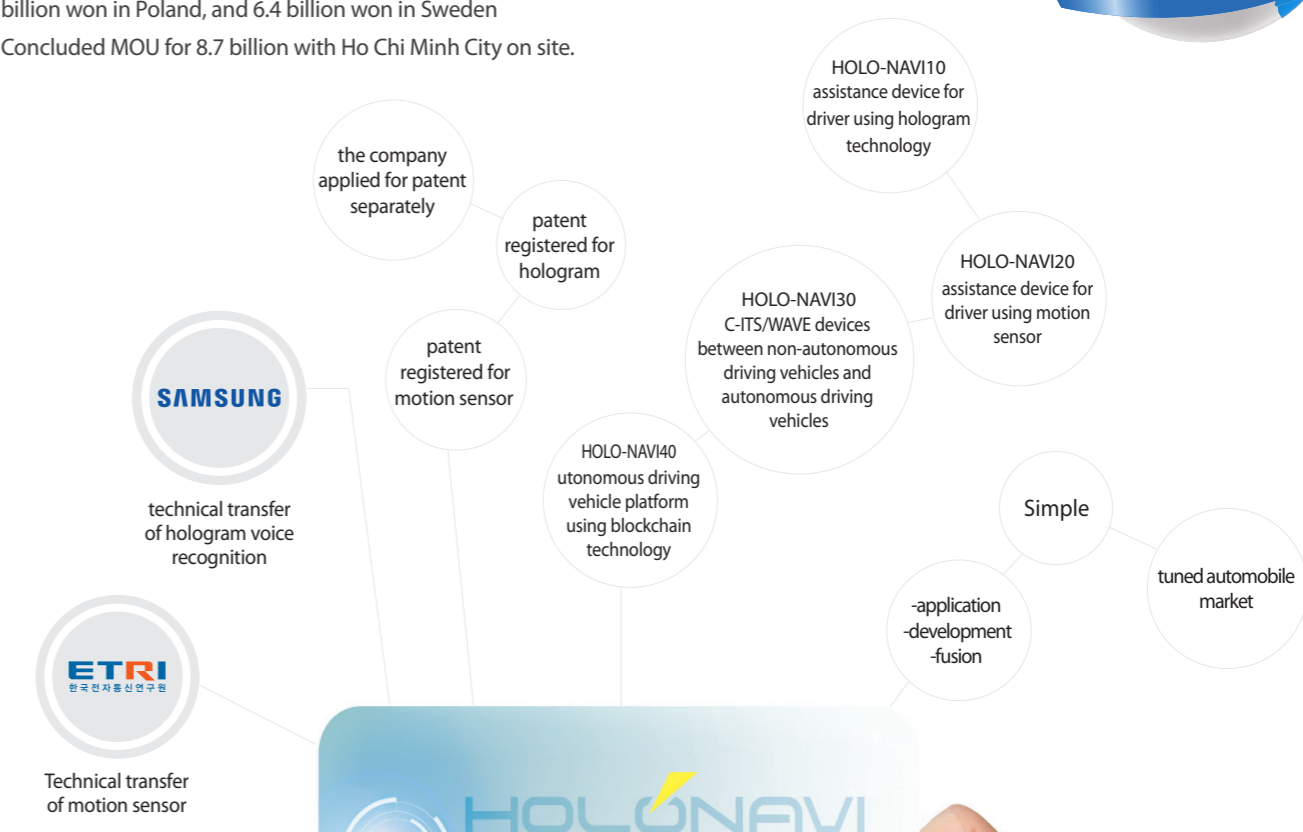 billion won in Poland, and 6.4 billion won in Sweden
Concluded MOU for 8.7 billion with Ho Chi Minh City on site.
HOLO-NAVI10
assistance device for
driver using hologram
technology
the company
applied for patent
separately
patent
registered for
hologram
HOLO-NAVI20
assistance device for
driver using motion
sensor
HOLO-NAVI30
C-ITS/WAVE devices
between non-autonomous
driving vehicles and
autonomous driving
vehicles
patent
registered for
motion sensor
SAMSUNG
technical transfer
of hologram voice
recognition
HOLO-NAVI40
utonomous driving
vehicle platform
using blockchain
technology
Simple
tuned automobile
market
-application
-development
-fusion
ETRI
한국전자통신연구원
Technical transfer
of motion sensor
HOLONAVI